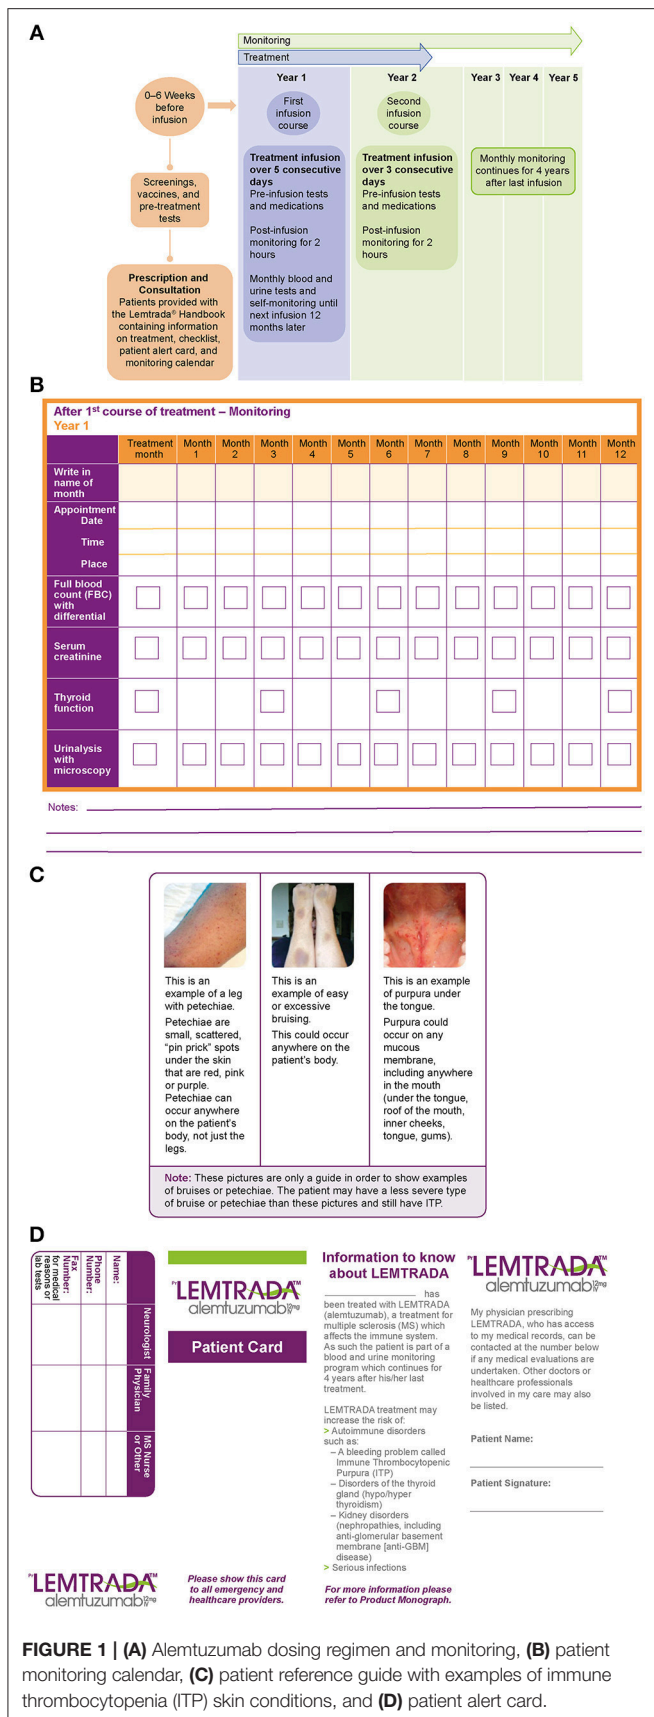 A
Monitoring
Treatment
Year 1
Year 2
Year 3
Year 4
Year 5
0–6 Weeks
before
infusion
First
infusion
course
Second
infusion
course
Screenings,
vaccines, and
pre-treatment
tests
Prescription and
Consultation
Patients provided with
the Lemtrada® Handbook
containing information
on treatment, checklist,
patient alert card, and
monitoring calendar
Treatment infusion
over 5 consecutive
days
Pre-infusion tests
and medications
Post-infusion
monitoring for 2
hours
Monthly blood and
urine tests and
self-monitoring until
next infusion 12
months later
Treatment infusion
over 3 consecutive
days
Pre-infusion tests
and medications
Post-infusion
monitoring for 2
hours
Monthly monitoring
continues for 4 years
after last infusion
B
After 1st course of treatment – Monitoring
Year 1
Treatment month
Month 1
Month 2
Month 3
Month 4
Month 5
Month 6
Month 7
Month 8
Month 9
Month 10
Month 11
Month 12
Write in
name of
month
Appointment
Date
Time
Place
Full blood
count (FBC)
with
differential
Serum
creatinine
Thyroid
function
Urinalysis
with
microscopy
Notes:
C
This is an
example of a leg
with petechiae.
Petechiae are
small, scattered,
“pin prick” spots
under the skin
that are red, pink
or purple.
Petechiae can
occur anywhere
on the patient’s
body, not just the
legs.
This is an
example of easy
or excessive
bruising.
This could occur
anywhere on the
patient’s body.
This is an example
of purpura under
the tongue.
Purpura could
occur on any
mucous
membrane,
including anywhere
in the mouth
(under the tongue,
roof of the mouth,
inner cheeks,
tongue, gums).
Note: These pictures are only a guide in order to show examples
of bruises or petechiae. The patient may have a less severe type
of bruise or petechiae than these pictures and still have ITP.
D
Name:
Phone
Number:
Fax
Number:
for medical
reasons or
lab tests
Neurologist
Family
Physician
MS Nurse
or Other
Pr LEMTRADA™
alemtuzumab 12mg IV
Pr LEMTRADA™
alemtuzumab 12mg IV
Patient Card
Please show this card
to all emergency and
healthcare providers.
Information to know
about LEMTRADA
has
been treated with LEMTRADA
(alemtuzumab), a treatment for
multiple sclerosis (MS) which
affects the immune system.
As such the patient is part of a
blood and urine monitoring
program which continues for
4 years after his/her last
treatment.
LEMTRADA treatment may
increase the risk of:
> Autoimmune disorders
such as:
– A bleeding problem called
Immune Thrombocytopenic
Purpura (ITP)
– Disorders of the thyroid
gland (hypo/hyper
thyroidism)
– Kidney disorders
(nephropathies, including
anti-glomerular basement
membrane [anti-GBM]
disease)
> Serious infections
For more information please
refer to Product Monograph.
Pr LEMTRADA™
alemtuzumab 12mg IV
My physician prescribing
LEMTRADA, who has access
to my medical records, can be
contacted at the number below
if any medical evaluations are
undertaken. Other doctors or
healthcare professionals
involved in my care may also
be listed.
Patient Name:
Patient Signature:
FIGURE 1 | (A) Alemtuzumab dosing regimen and monitoring, (B) patient
monitoring calendar, (C) patient reference guide with examples of immune
thrombocytopenia (ITP) skin conditions, and (D) patient alert card.